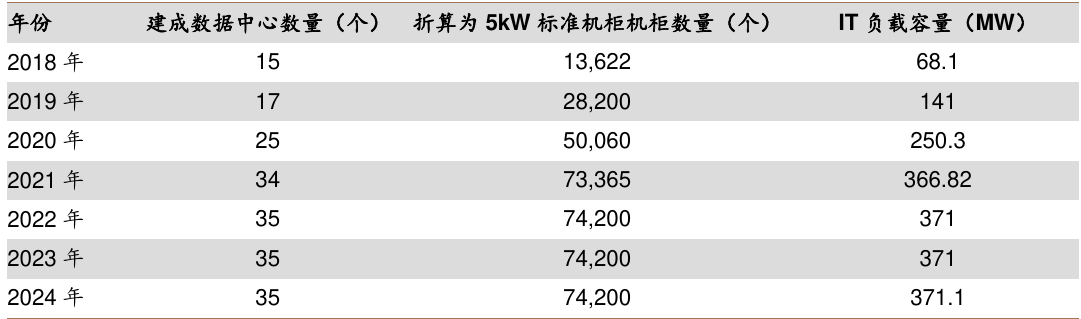 年份 建成数据中心数量（个） 折算为 5kW 标准机柜机柜数量（个） IT 负载容量（MW）
2018 年 15 13,622 68.1
2019 年 17 28,200 141
2020 年 25 50,060 250.3
2021 年 34 73,365 366.82
2022 年 35 74,200 371
2023 年 35 74,200 371
2024 年 35 74,200 371.1